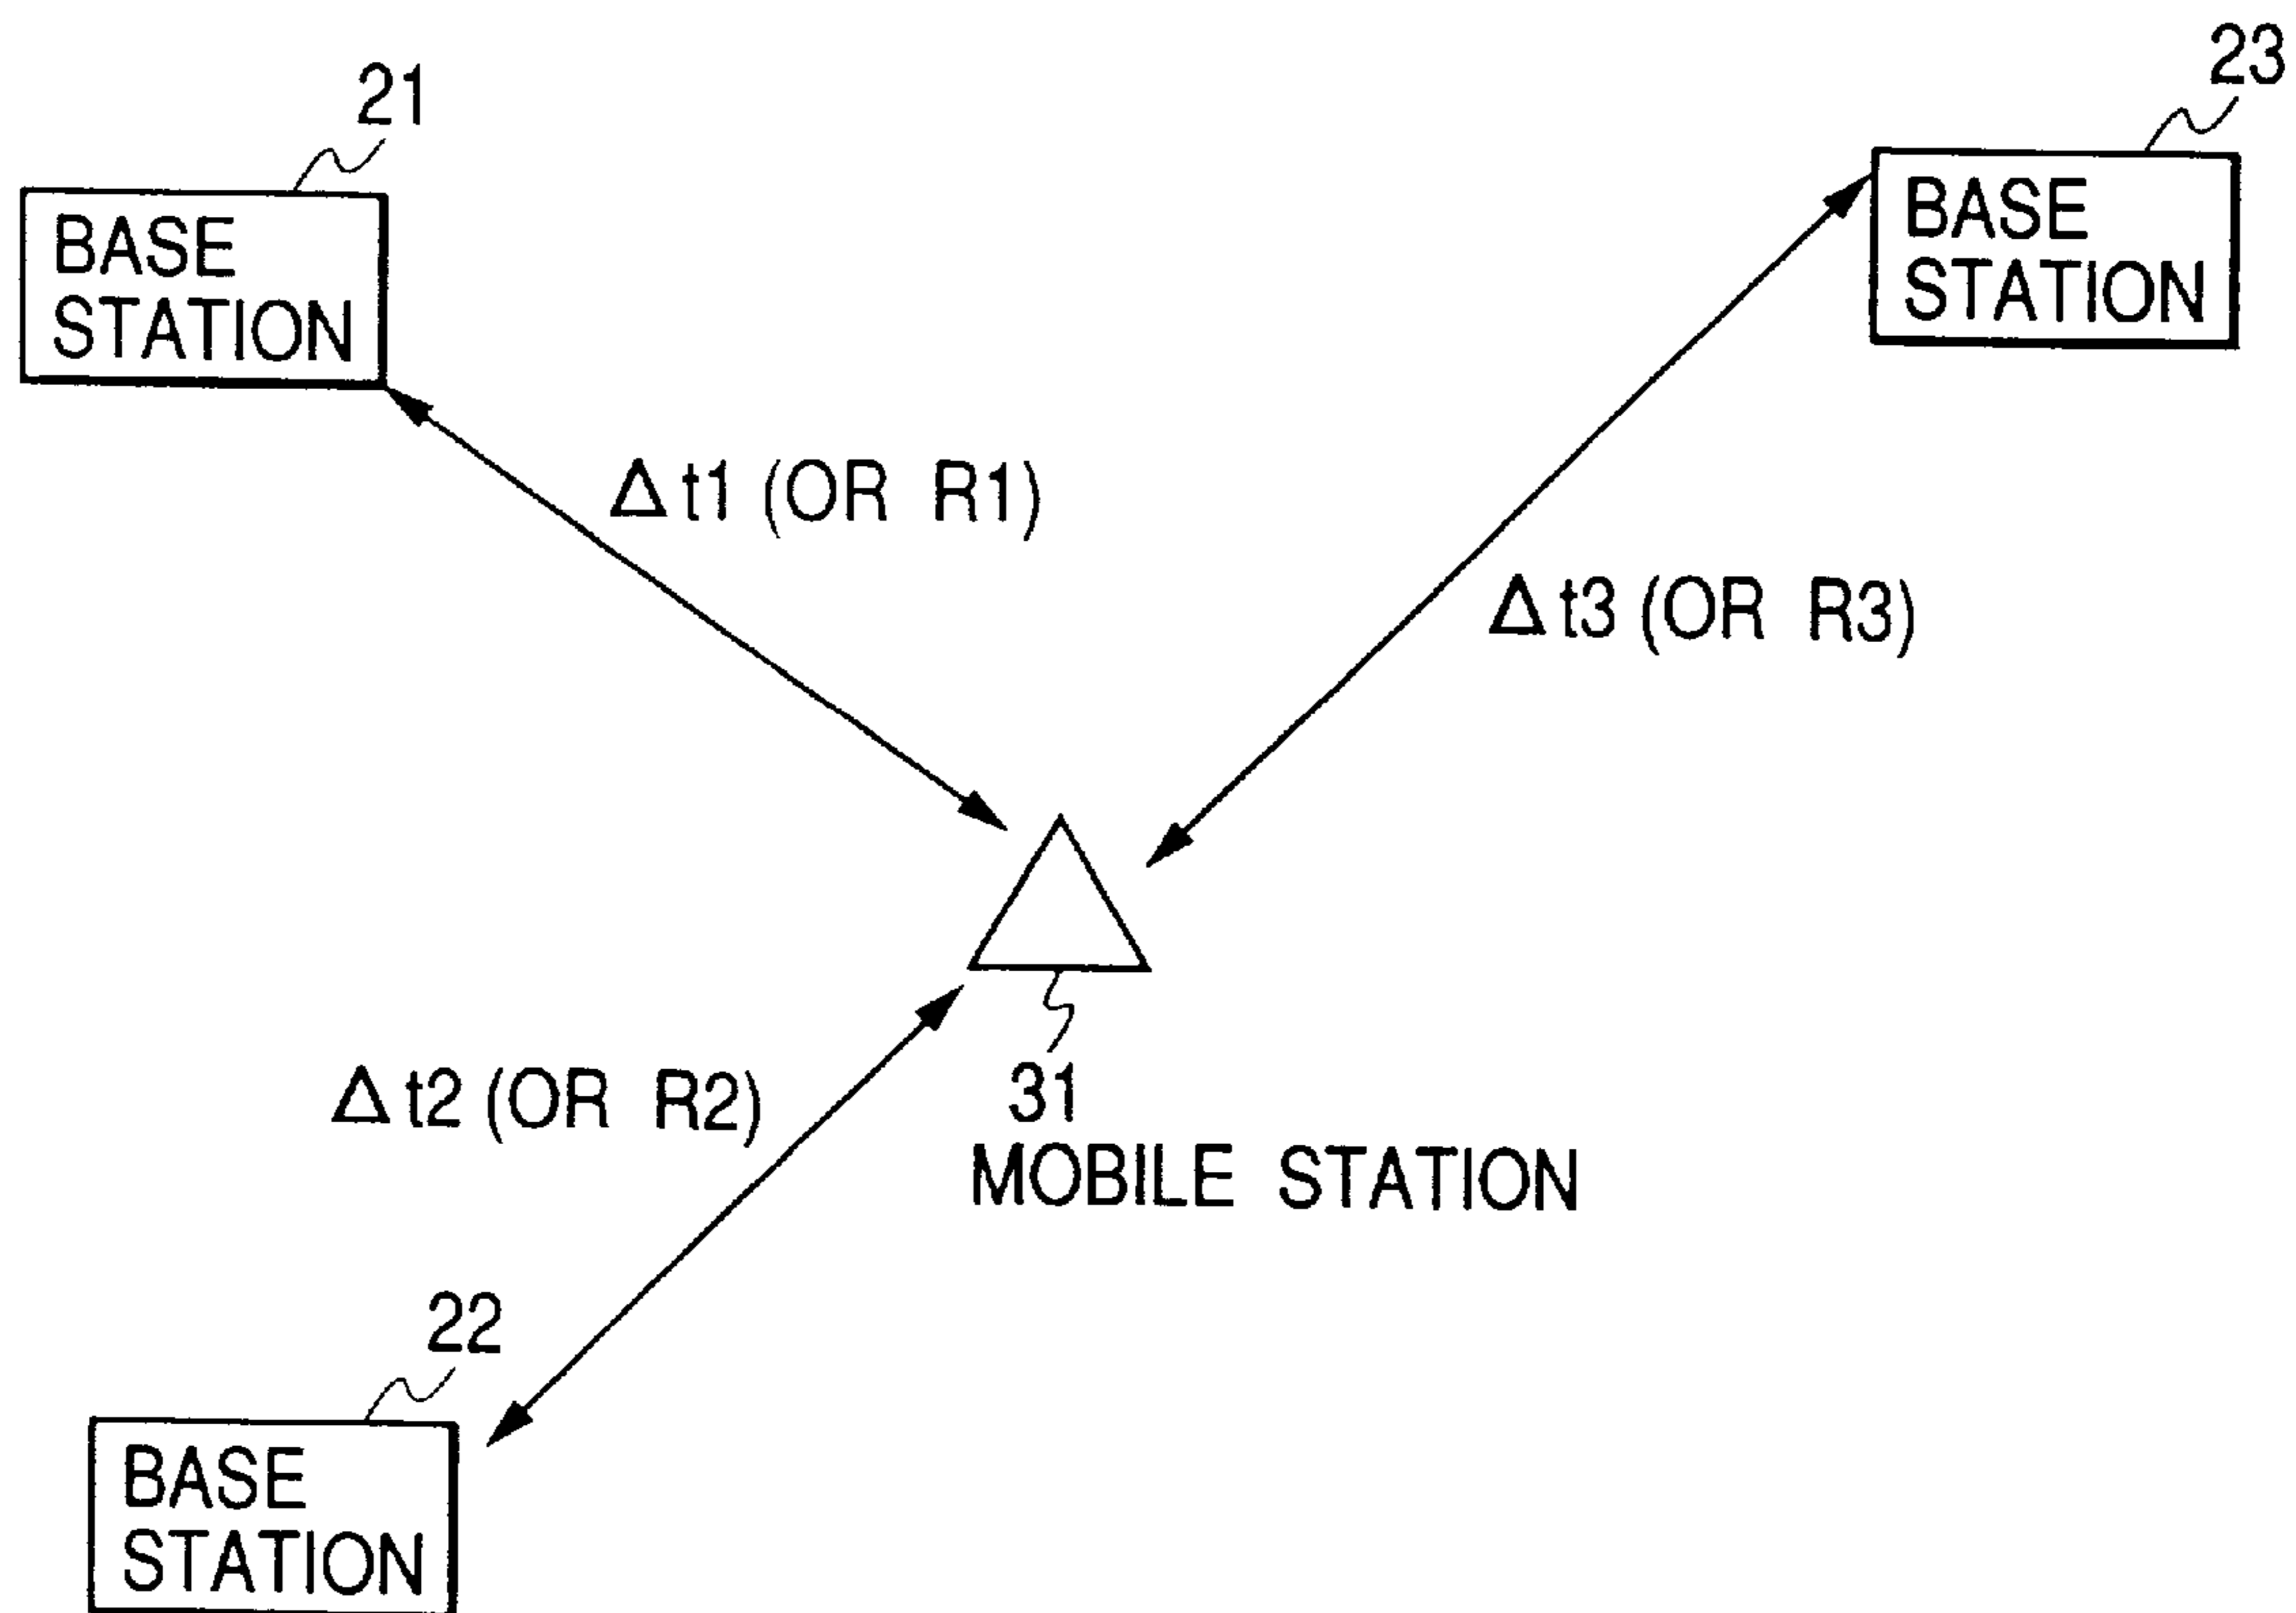 21
BASE
STATION
23
BASE
STATION
Δt1 (OR R1)
Δt3 (OR R3)
Δt2 (OR R2)
31
MOBILE STATION
22
BASE
STATION